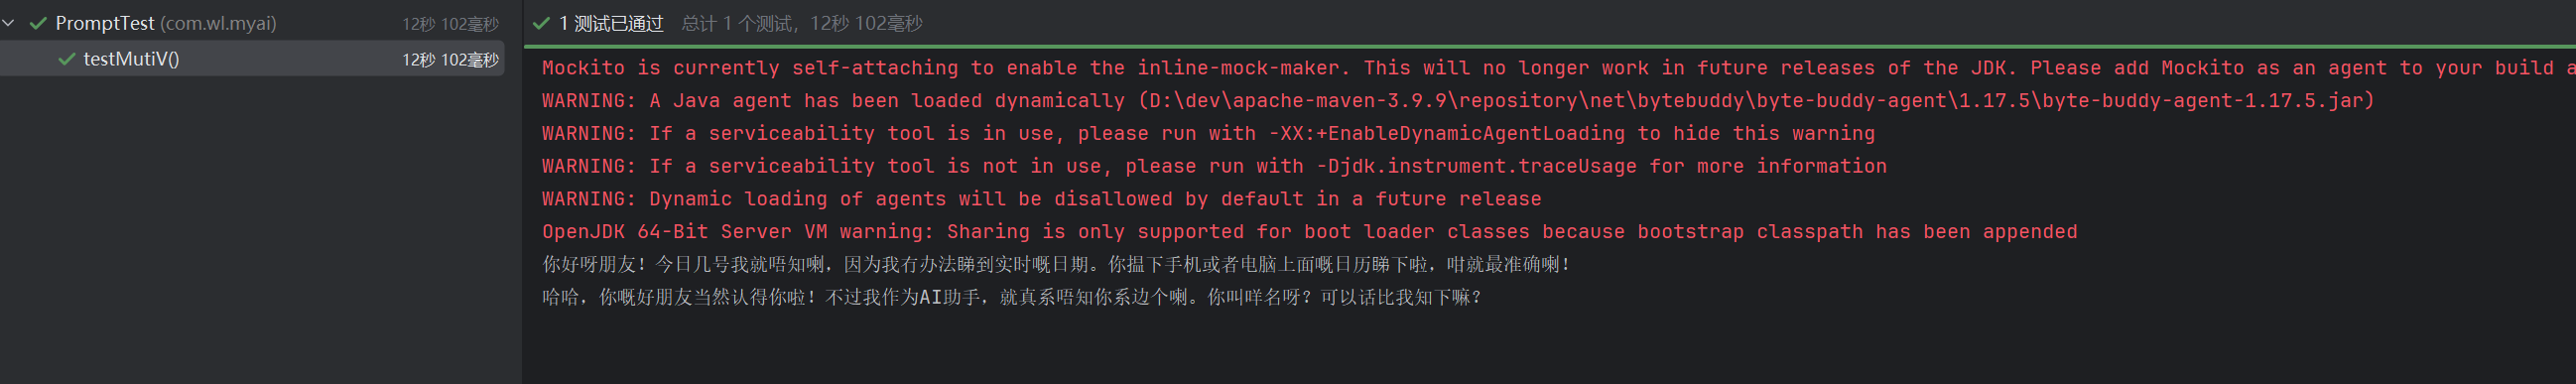 PromptTest (com.wl.myai) 12秒 102毫秒
testMutiV() 12秒 102毫秒
1 测试已通过 总计 1 个测试，12秒 102毫秒
Mockito is currently self-attaching to enable the inline-mock-maker. This will no longer work in future releases of the JDK. Please add Mockito as an agent to your build a
WARNING: A Java agent has been loaded dynamically (D:\dev\apache-maven-3.9.9\repository\net\bytebuddy\byte-buddy-agent\1.17.5\byte-buddy-agent-1.17.5.jar)
WARNING: If a serviceability tool is in use, please run with -XX:+EnableDynamicAgentLoading to hide this warning
WARNING: If a serviceability tool is not in use, please run with -Djdk.instrument.traceUsage for more information
WARNING: Dynamic loading of agents will be disallowed by default in a future release
OpenJDK 64-Bit Server VM warning: Sharing is only supported for boot loader classes because bootstrap classpath has been appended
你好呀朋友！今日几号我就唔知喇，因为我冇办法睇到实时嘅日期。你揾下手机或者电脑上面嘅日历睇下啦，咁就最准确喇！
哈哈，你嘅好朋友当然认得你啦！不过我作为AI助手，就真系唔知你系边个喇。你叫咩名呀？可以话比我知下嘛？